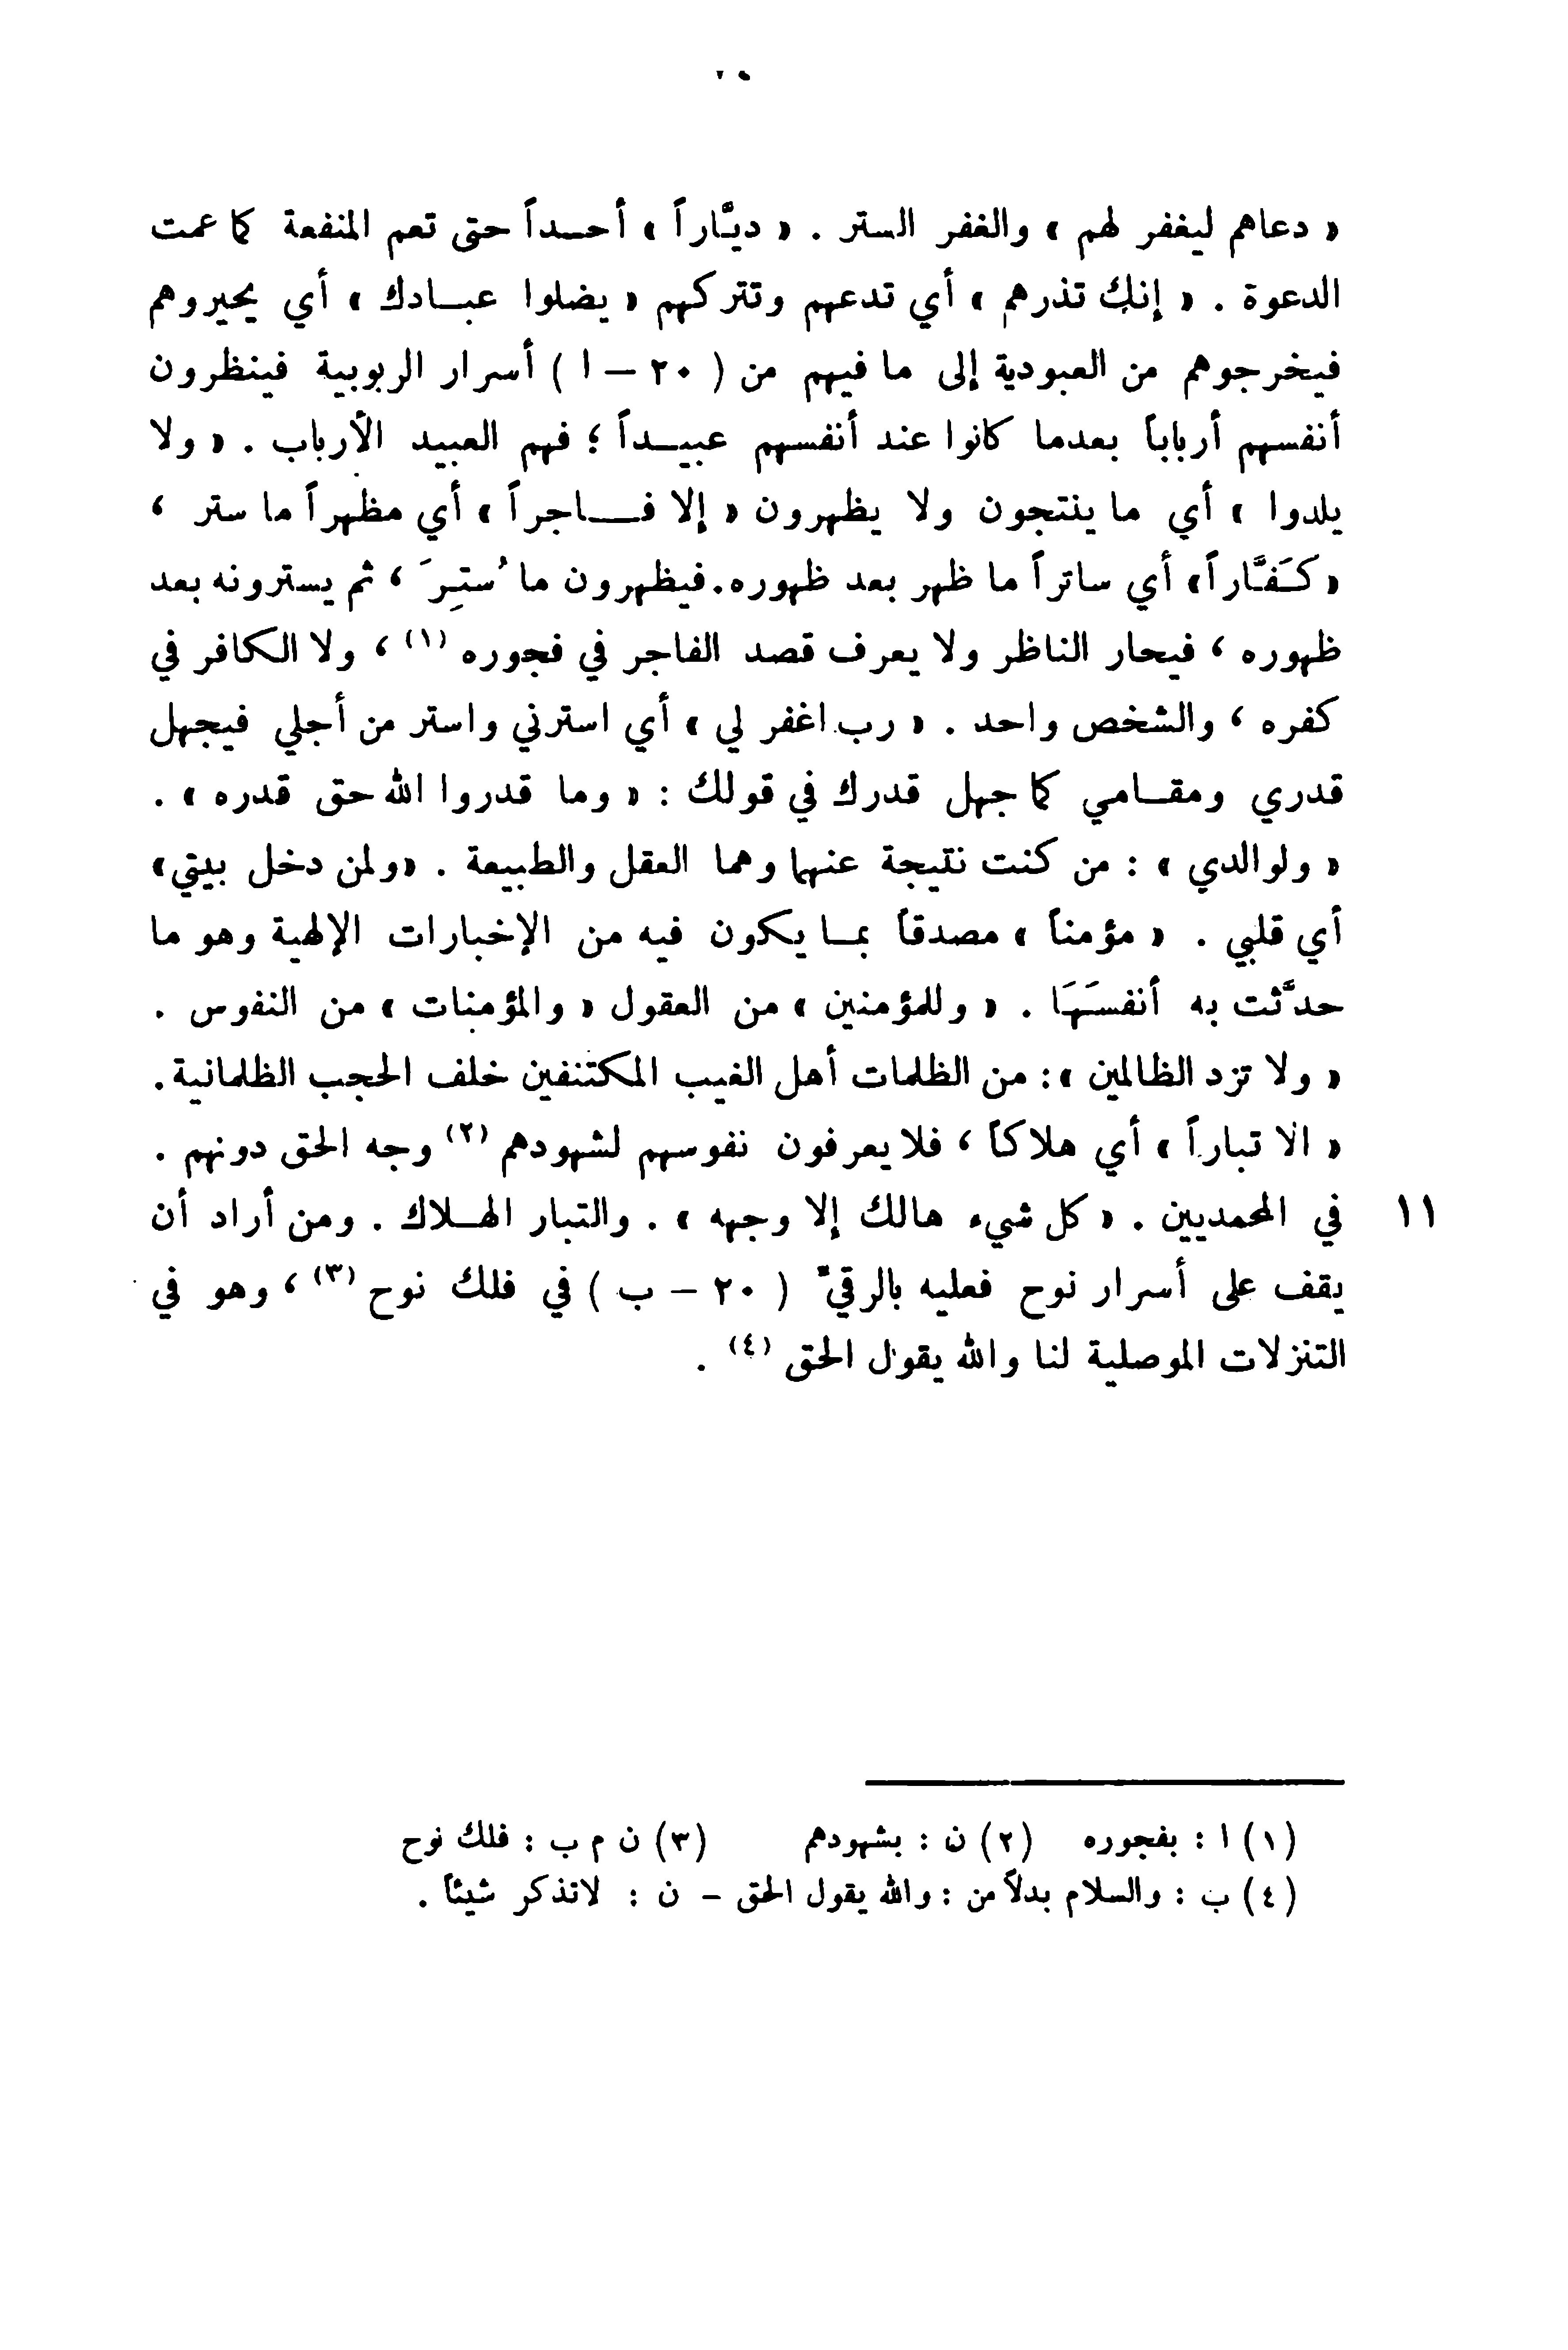 « دعاهم ليغفر لهم » والغفر الستر . « ديَّاراً » أحـداً حتى تعم المنفعة كما عمت
الدعوة . « إنك تذرهم » أي تدعهم وتتركهم « يضلوا عبـادك » أي يحيروهم
فيخرجوهم من العبودية إلى ما فيهم من ( ٢٠ – ا ) أسرار الربوبية فينظرون
أنفسهم أرباباً بعدما كانوا عند أنفسهم عبيـداً ؛ فهم العبيد الأرباب . « ولا
يلدوا » أي ما ينتجون ولا يظهرون « إلا فــاجراً » أي مظهراً ما ستر ،
« كَفَّاراً» أي ساتراً ما ظهر بعد ظهوره. فيظهرون ما سُتِرَ ، ثم يسترونه بعد
ظهوره ، فيحار الناظر ولا يعرف قصد الفاجر في فجوره (١) ، ولا الكافر في
كفره ، والشخص واحد . « رب اغفر لي » أي استرني واستر من أجلي فيجهل
قدري ومقـامي كما جهل قدرك في قولك : « وما قدروا الله حق قدره » .
« ولوالدي » : من كنت نتيجة عنهما وهما العقل والطبيعة . «ولمن دخل بيتي»
أي قلبي . « مؤمناً » مصدقاً بمـا يكون فيه من الإخبارات الإلهية وهو ما
حدَّثت به أنفسَهَا . « وللمؤمنين » من العقول « والمؤمنات » من النفوس .
« ولا تزد الظالمين »: من الظلمات أهل الغيب المكتنفين خلف الحجب الظلمانية .
« الا تباراً » أي هلاكاً ، فلا يعرفون نفوسهم لشهودهم (٢) وجه الحق دونهم .
١١ في المحمديين . « كل شيء هالك إلا وجهه » . والتبار الهـلاك . ومن أراد أن
يقف على أسرار نوح فعليه بالرقيّ ( ٢٠ – ب ) في فلك نوح (٣) ، وهو في
التنزلات الموصلية لنا والله يقول الحق (٤) .
(١) ا : بفجوره (٢) ن : بشهودهم (٣) ن م ب : فلك نوح
(٤) ب : والسلام بدلاً من : والله يقول الحق – ن : لاتذكر شيئاً .